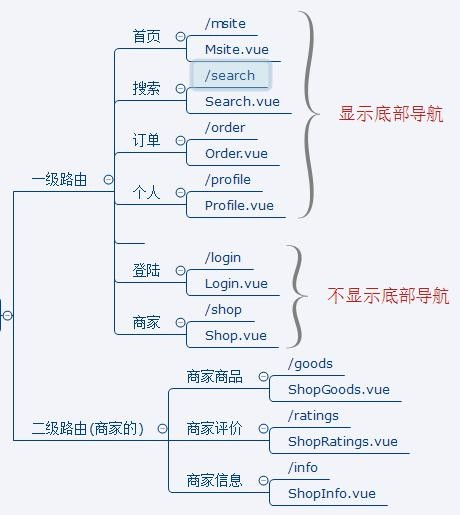 首页
/msite
Msite.vue
搜索
/search
Search.vue
订单
/order
Order.vue
显示底部导航
一级路由
个人
/profile
Profile.vue
登陆
/login
Login.vue
不显示底部导航
商家
/shop
Shop.vue
二级路由(商家的)
商家商品
/goods
ShopGoods.vue
商家评价
/ratings
ShopRatings.vue
商家信息
/info
ShopInfo.vue